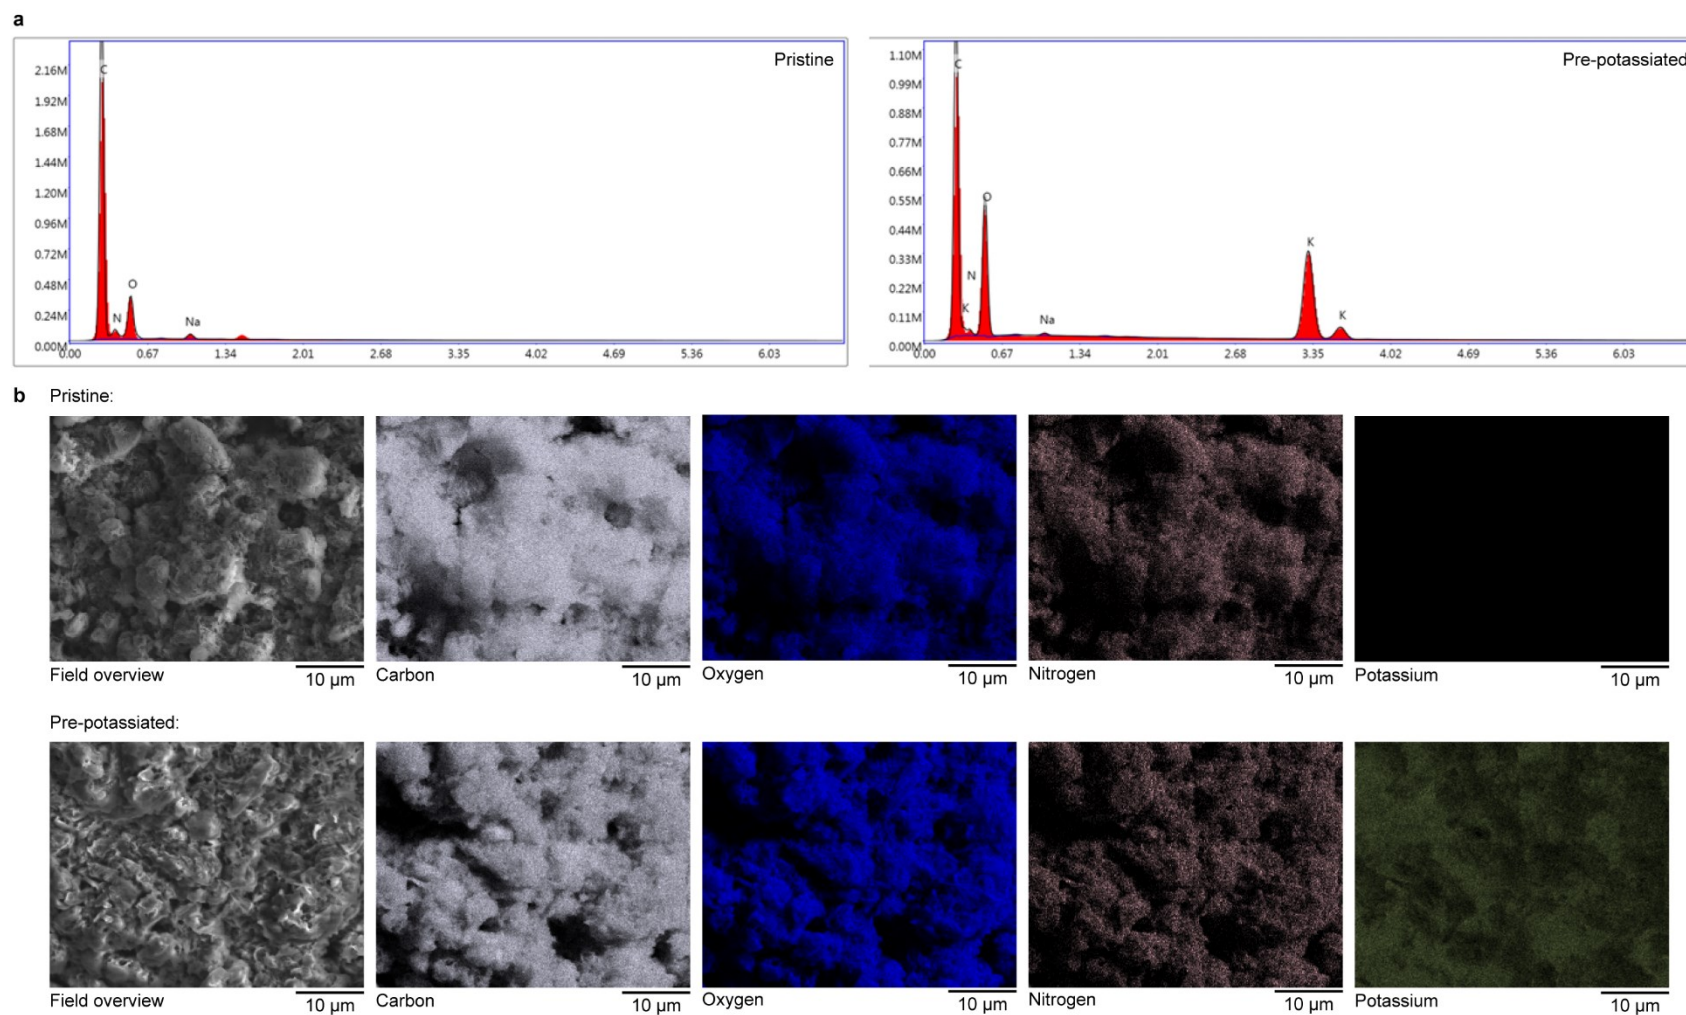 a
Pristine
2.16M
1.92M
1.68M
1.44M
1.20M
0.96M
0.72M
0.48M
0.24M
0.00M
C
N
O
Na
0.00 0.67 1.34 2.01 2.68 3.35 4.02 4.69 5.36 6.03
Pre-potassiated
1.10M
0.99M
0.88M
0.77M
0.66M
0.55M
0.44M
0.33M
0.22M
0.11M
0.00M
C
K
N
O
Na
K
K
0.00 0.67 1.34 2.01 2.68 3.35 4.02 4.69 5.36 6.03
b Pristine:
Field overview 10 µm
Carbon 10 µm
Oxygen 10 µm
Nitrogen 10 µm
Potassium 10 µm
Pre-potassiated:
Field overview 10 µm
Carbon 10 µm
Oxygen 10 µm
Nitrogen 10 µm
Potassium 10 µm